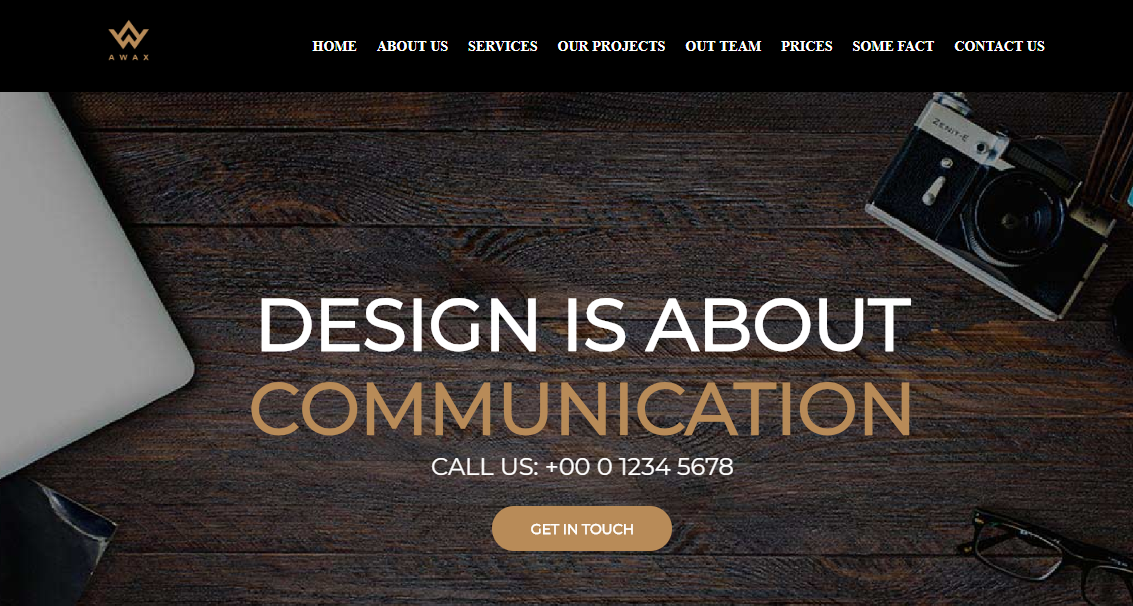 AWAX
HOME ABOUT US SERVICES OUR PROJECTS OUT TEAM PRICES SOME FACT CONTACT US
ZENIT-E
DESIGN IS ABOUT
COMMUNICATION
CALL US: +00 0 1234 5678
GET IN TOUCH